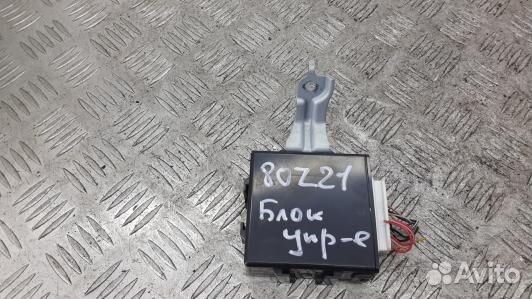 80Z21
Блок
упр-е
Avito